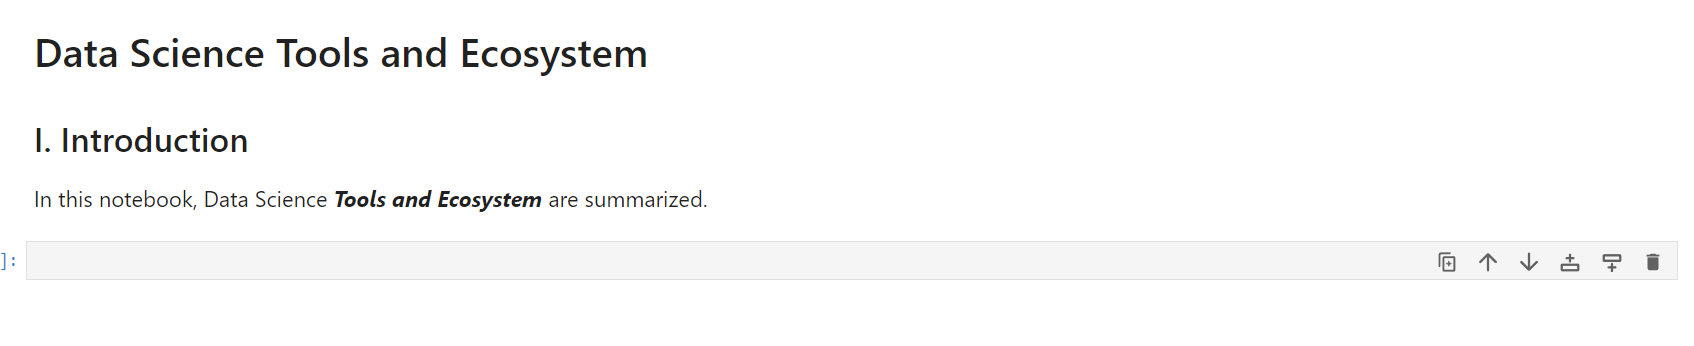 Data Science Tools and Ecosystem
I. Introduction
In this notebook, Data Science Tools and Ecosystem are summarized.
]: